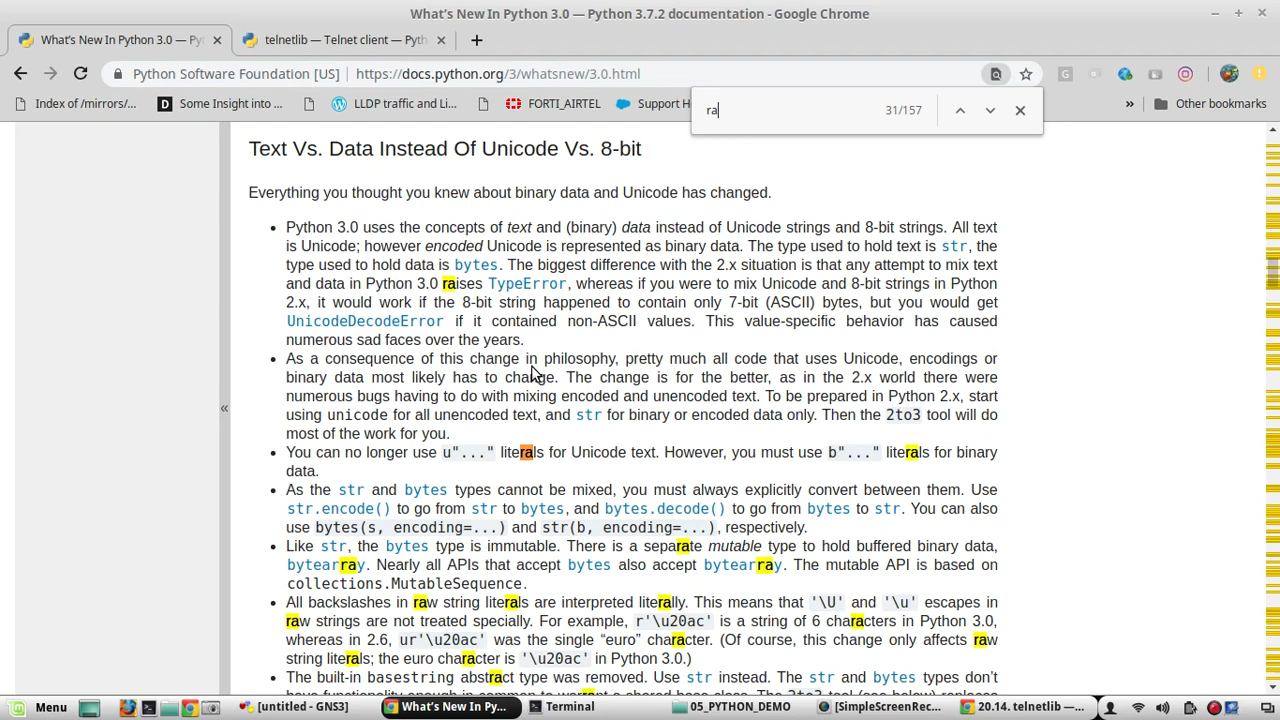 What's New In Python 3.0 — Python 3.7.2 documentation - Google Chrome
What's New In Python 3.0 — Py
telnetlib — Telnet client — Pyth
Python Software Foundation [US] | https://docs.python.org/3/whatsnew/3.0.html
Index of /mirrors/...
Some Insight into ...
LLDP traffic and Li...
FORTI_AIRTEL
Support H
»
Other bookmarks
ra
31/157
Text Vs. Data Instead Of Unicode Vs. 8-bit
Everything you thought you knew about binary data and Unicode has changed.
• Python 3.0 uses the concepts of text and (binary) data instead of Unicode strings and 8-bit strings. All text
is Unicode; however encoded Unicode is represented as binary data. The type used to hold text is str, the
type used to hold data is bytes. The biggest difference with the 2.x situation is that any attempt to mix text
and data in Python 3.0 raises TypeError, whereas if you were to mix Unicode and 8-bit strings in Python
2.x, it would work if the 8-bit string happened to contain only 7-bit (ASCII) bytes, but you would get
UnicodeDecodeError if it contained non-ASCII values. This value-specific behavior has caused
numerous sad faces over the years.
• As a consequence of this change in philosophy, pretty much all code that uses Unicode, encodings or
binary data most likely has to change. The change is for the better, as in the 2.x world there were
numerous bugs having to do with mixing encoded and unencoded text. To be prepared in Python 2.x, start
using unicode for all unencoded text, and str for binary or encoded data only. Then the 2to3 tool will do
most of the work for you.
• You can no longer use u"..." literals for Unicode text. However, you must use b"..." literals for binary
data.
• As the str and bytes types cannot be mixed, you must always explicitly convert between them. Use
str.encode() to go from str to bytes, and bytes.decode() to go from bytes to str. You can also
use bytes(s, encoding=...) and str(b, encoding=...), respectively.
• Like str, the bytes type is immutable. There is a separate mutable type to hold buffered binary data,
bytearray. Nearly all APIs that accept bytes also accept bytearray. The mutable API is based on
collections.MutableSequence.
• All backslashes in raw string literals are interpreted literally. This means that '\U' and '\u' escapes in
raw strings are not treated specially. For example, r'\u20ac' is a string of 6 characters in Python 3.0,
whereas in 2.6, ur'\u20ac' was the single “euro” character. (Of course, this change only affects raw
string literals; the euro character is '\u20ac' in Python 3.0.)
• The built-in basestring abstract type was removed. Use str instead. The str and bytes types don't
have functionality enough in common to warrant a shared base class. The 2to3 tool (see below) replaces
«
Menu
[untitled - GNS3]
What's New In Py...
Terminal
05_PYTHON_DEMO
[SimpleScreenRec...
20.14. telnetlib —...
11:05